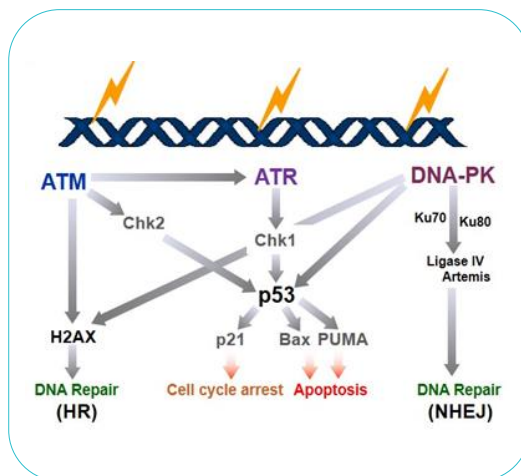 ATM
ATR
DNA-PK
Chk2
Chk1
Ku70
Ku80
Ligase IV
Artemis
p53
H2AX
p21
Bax
PUMA
DNA Repair
(HR)
Cell cycle arrest
Apoptosis
DNA Repair
(NHEJ)